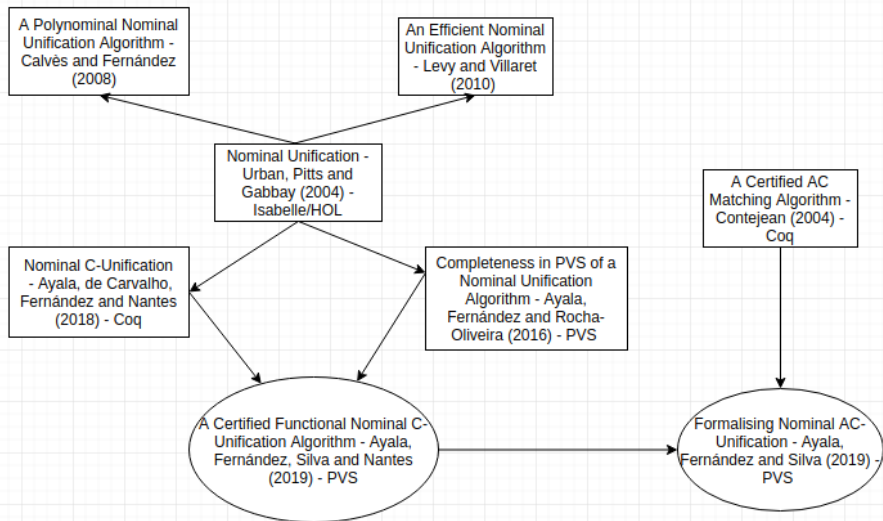 A Polynominal Nominal
Unification Algorithm -
Calvès and Fernández
(2008)
An Efficient Nominal
Unification Algorithm
- Levy and Villaret
(2010)
Nominal Unification -
Urban, Pitts and
Gabbay (2004) -
Isabelle/HOL
A Certified AC
Matching Algorithm -
Contejean (2004) -
Coq
Nominal C-Unification
- Ayala, de Carvalho,
Fernández and Nantes
(2018) - Coq
Completeness in PVS of a
Nominal Unification
Algorithm - Ayala,
Fernández and Rocha-
Oliveira (2016) - PVS
A Certified Functional Nominal C-
Unification Algorithm - Ayala,
Fernández, Silva and Nantes
(2019) - PVS
Formalising Nominal AC-
Unification - Ayala,
Fernández and Silva (2019) -
PVS